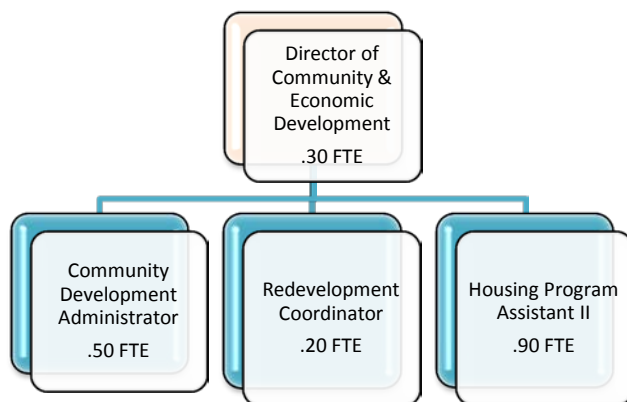 Director of
Community &
Economic
Development
.30 FTE
Community
Development
Administrator
.50 FTE
Redevelopment
Coordinator
.20 FTE
Housing Program
Assistant II
.90 FTE